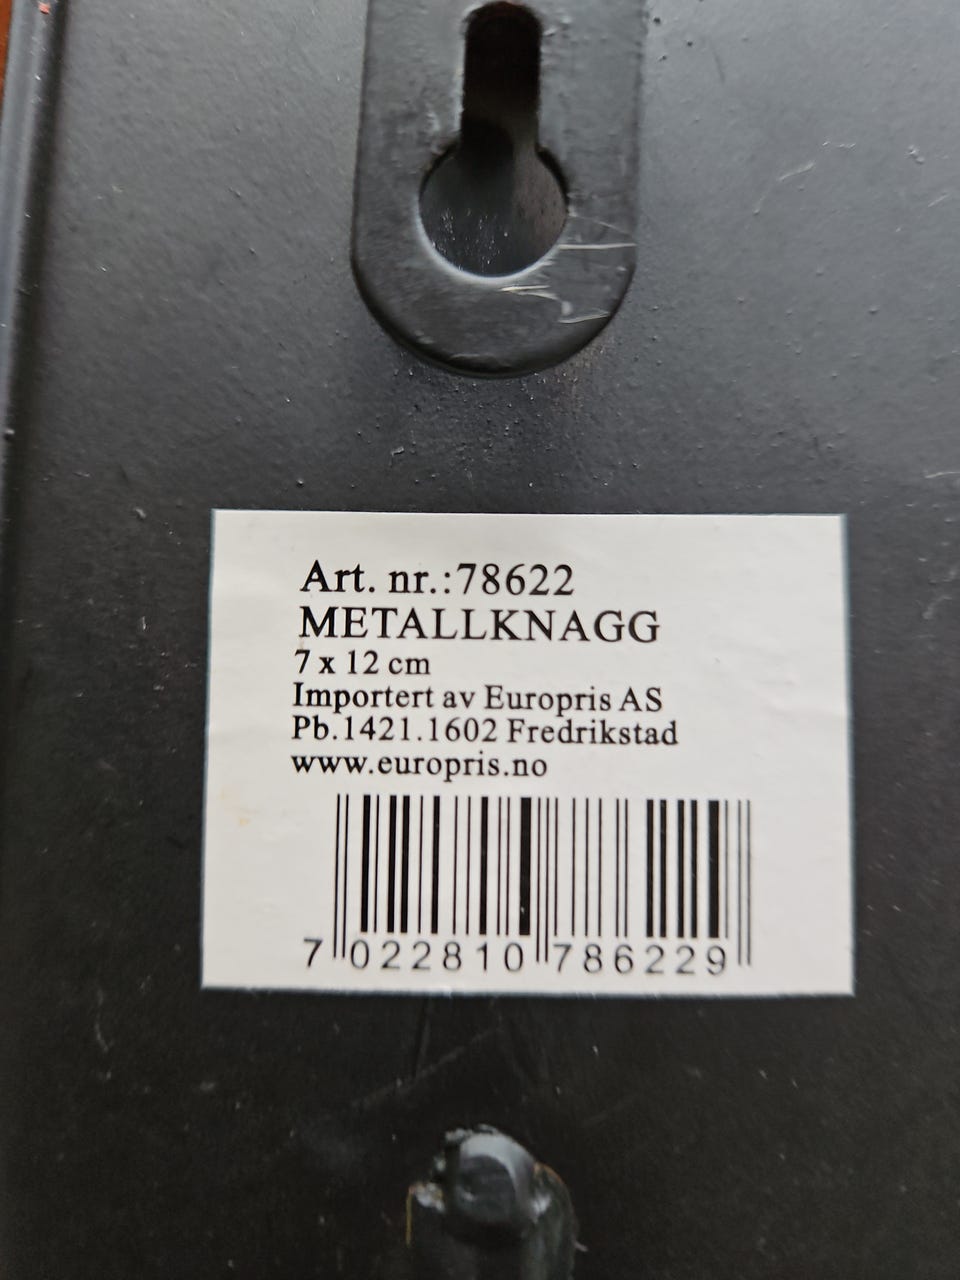 Art. nr.:78622
METALLKNAGG
7 x 12 cm
Importert av Europris AS
Pb.1421.1602 Fredrikstad
www.europris.no
7 022810 786229